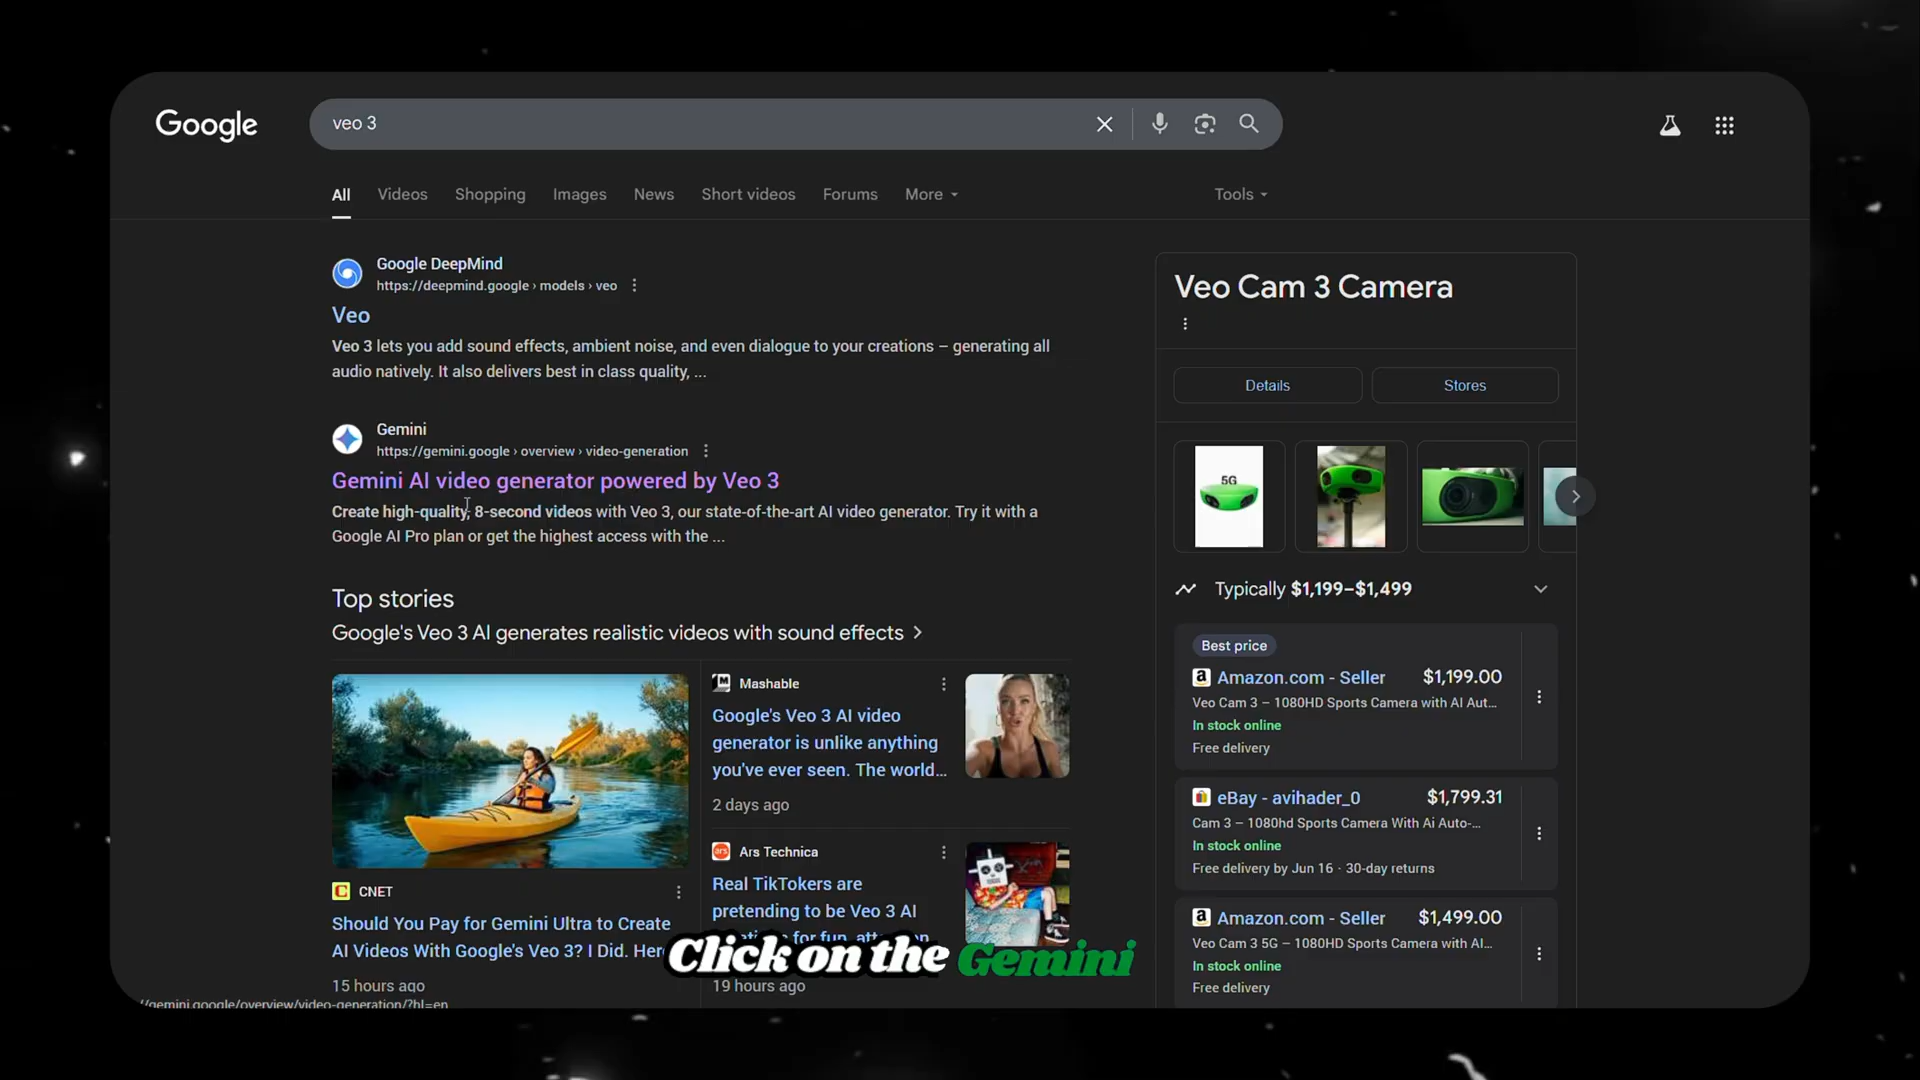 Google
veo 3
All
Videos
Shopping
Images
News
Short videos
Forums
More
Tools
Google DeepMind
https://deepmind.google › models › veo
Veo
Veo 3 lets you add sound effects, ambient noise, and even dialogue to your creations – generating all
audio natively. It also delivers best in class quality, ...
Gemini
https://gemini.google › overview › video-generation
Gemini AI video generator powered by Veo 3
Create high-quality, 8-second videos with Veo 3, our state-of-the-art AI video generator. Try it with a
Google AI Pro plan or get the highest access with the ...
Top stories
Google's Veo 3 AI generates realistic videos with sound effects
CNET
Should You Pay for Gemini Ultra to Create
AI Videos With Google's Veo 3? I Did. Her
15 hours ago
Mashable
Google's Veo 3 AI video
generator is unlike anything
you've ever seen. The world...
2 days ago
ars
Ars Technica
Real TikTokers are
pretending to be Veo 3 AI
for fun,
19 hours ago
Veo Cam 3 Camera
Details
Stores
5G
Typically $1,199–$1,499
Best price
Amazon.com - Seller
$1,199.00
Veo Cam 3 – 1080HD Sports Camera with AI Aut...
In stock online
Free delivery
eBay - avihader_0
$1,799.31
Cam 3 – 1080hd Sports Camera With Ai Auto-...
In stock online
Free delivery by Jun 16 · 30-day returns
Amazon.com - Seller
$1,499.00
Veo Cam 3 5G – 1080HD Sports Camera with AI...
In stock online
Free delivery
Click on the Gemini
//gemini.google/overview/video-generation/?hl=en